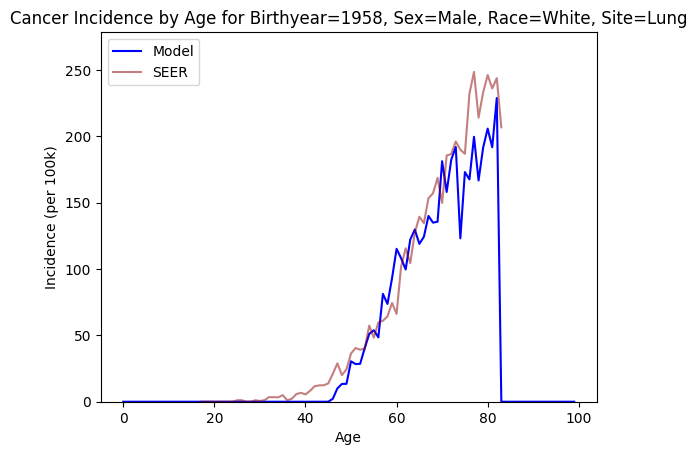 Cancer Incidence by Age for Birthyear=1958, Sex=Male, Race=White, Site=Lung
Model
SEER
250
200
150
100
50
0
Incidence (per 100k)
0 20 40 60 80 100
Age